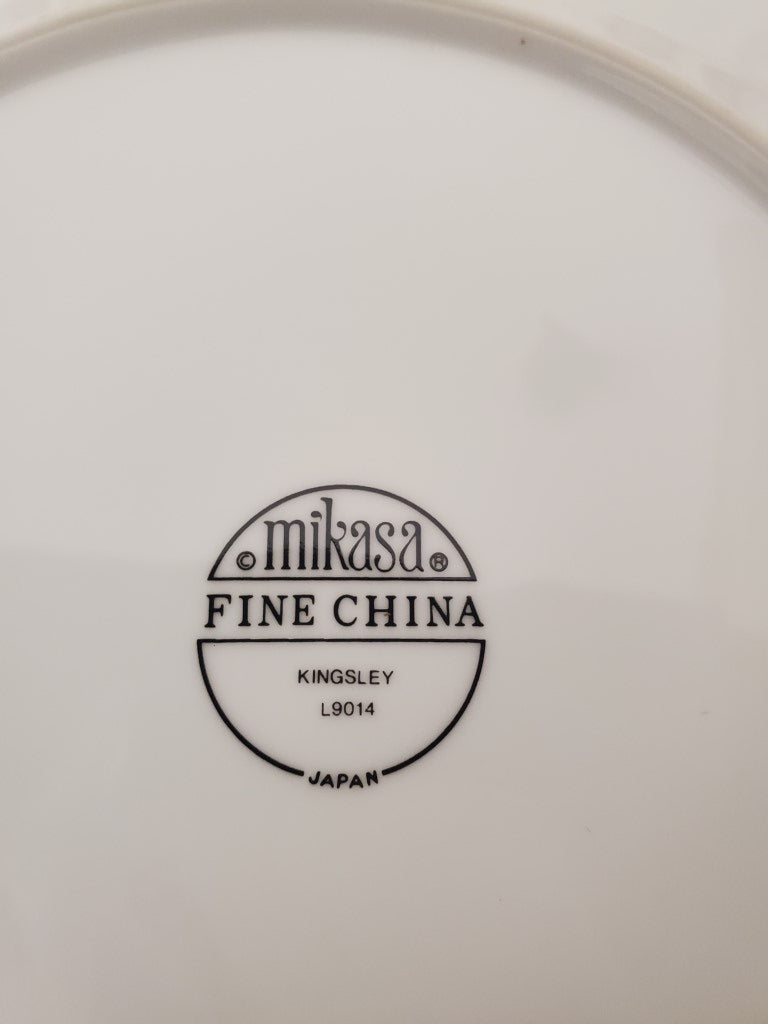 © mikasa ®
FINE CHINA
KINGSLEY
L9014
JAPAN